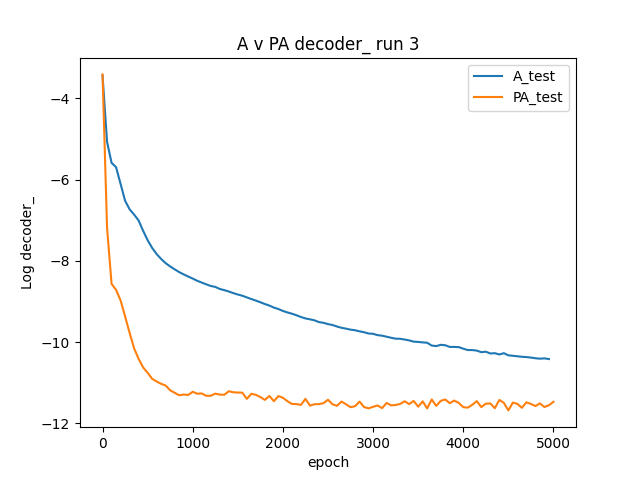 A v PA decoder_ run 3
A_test
PA_test
Log decoder_
−4
−6
−8
−10
−12
0
1000
2000
3000
4000
5000
epoch